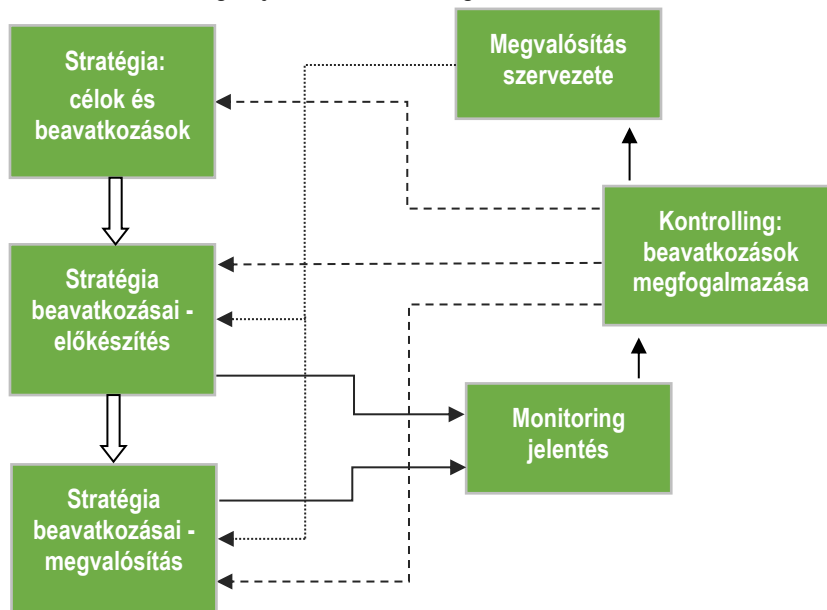 Stratégia:
célok és
beavatkozások
Megvalósítás
szervezete
Kontrolling:
beavatkozások
megfogalmazása
Stratégia
beavatkozásai -
előkészítés
Monitoring
jelentés
Stratégia
beavatkozásai -
megvalósítás